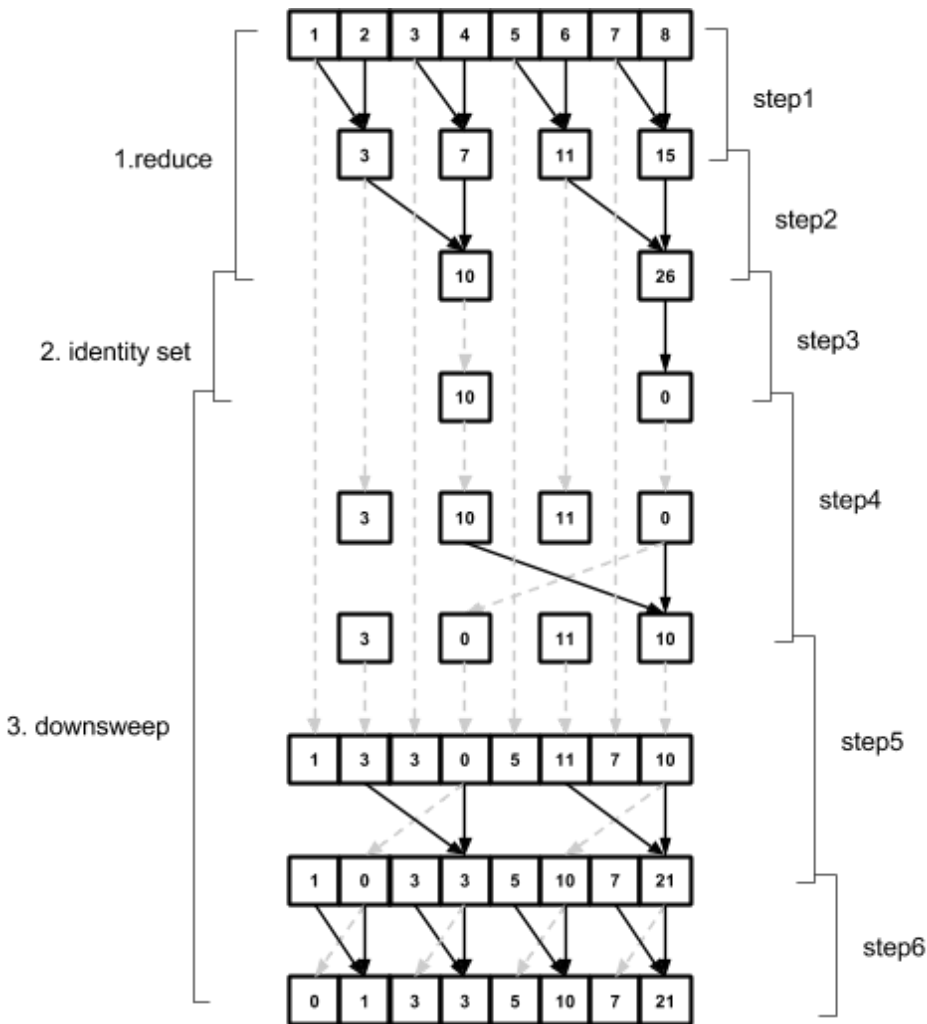 1 2 3 4 5 6 7 8
step1
1.reduce
3 7 11 15
step2
10 26
2. identity set
step3
10 0
step4
3 10 11 0
3 0 11 10
3. downsweep
step5
1 3 3 0 5 11 7 10
1 0 3 3 5 10 7 21
step6
0 1 3 3 5 10 7 21